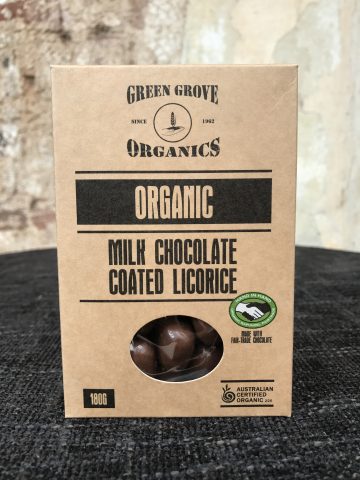 GREEN GROVE
SINCE 1962
ORGANICS
ORGANIC
MILK CHOCOLATE
COATED LICORICE
MADE WITH
FAIR-TRADE CHOCOLATE
180G
AUSTRALIAN
CERTIFIED
ORGANIC